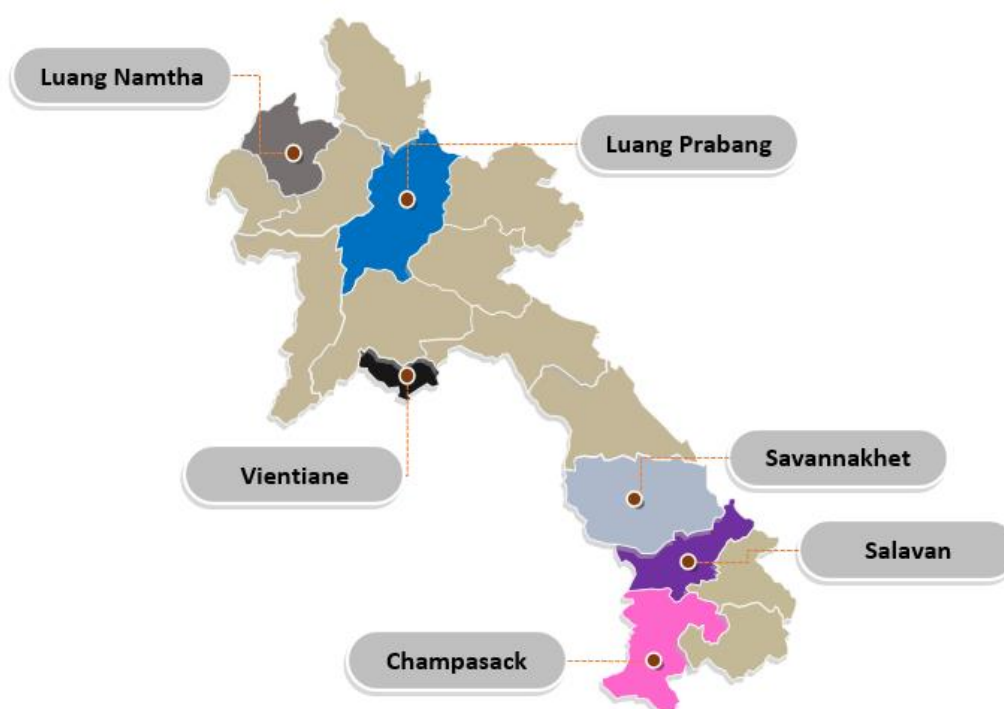 Luang Namtha
Luang Prabang
Vientiane
Savannakhet
Salavan
Champasack